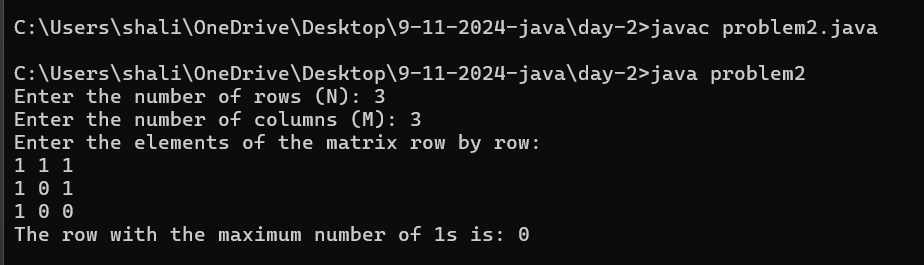 C:\Users\shali\OneDrive\Desktop\9-11-2024-java\day-2>javac problem2.java
C:\Users\shali\OneDrive\Desktop\9-11-2024-java\day-2>java problem2
Enter the number of rows (N): 3
Enter the number of columns (M): 3
Enter the elements of the matrix row by row:
1 1 1
1 0 1
1 0 0
The row with the maximum number of 1s is: 0